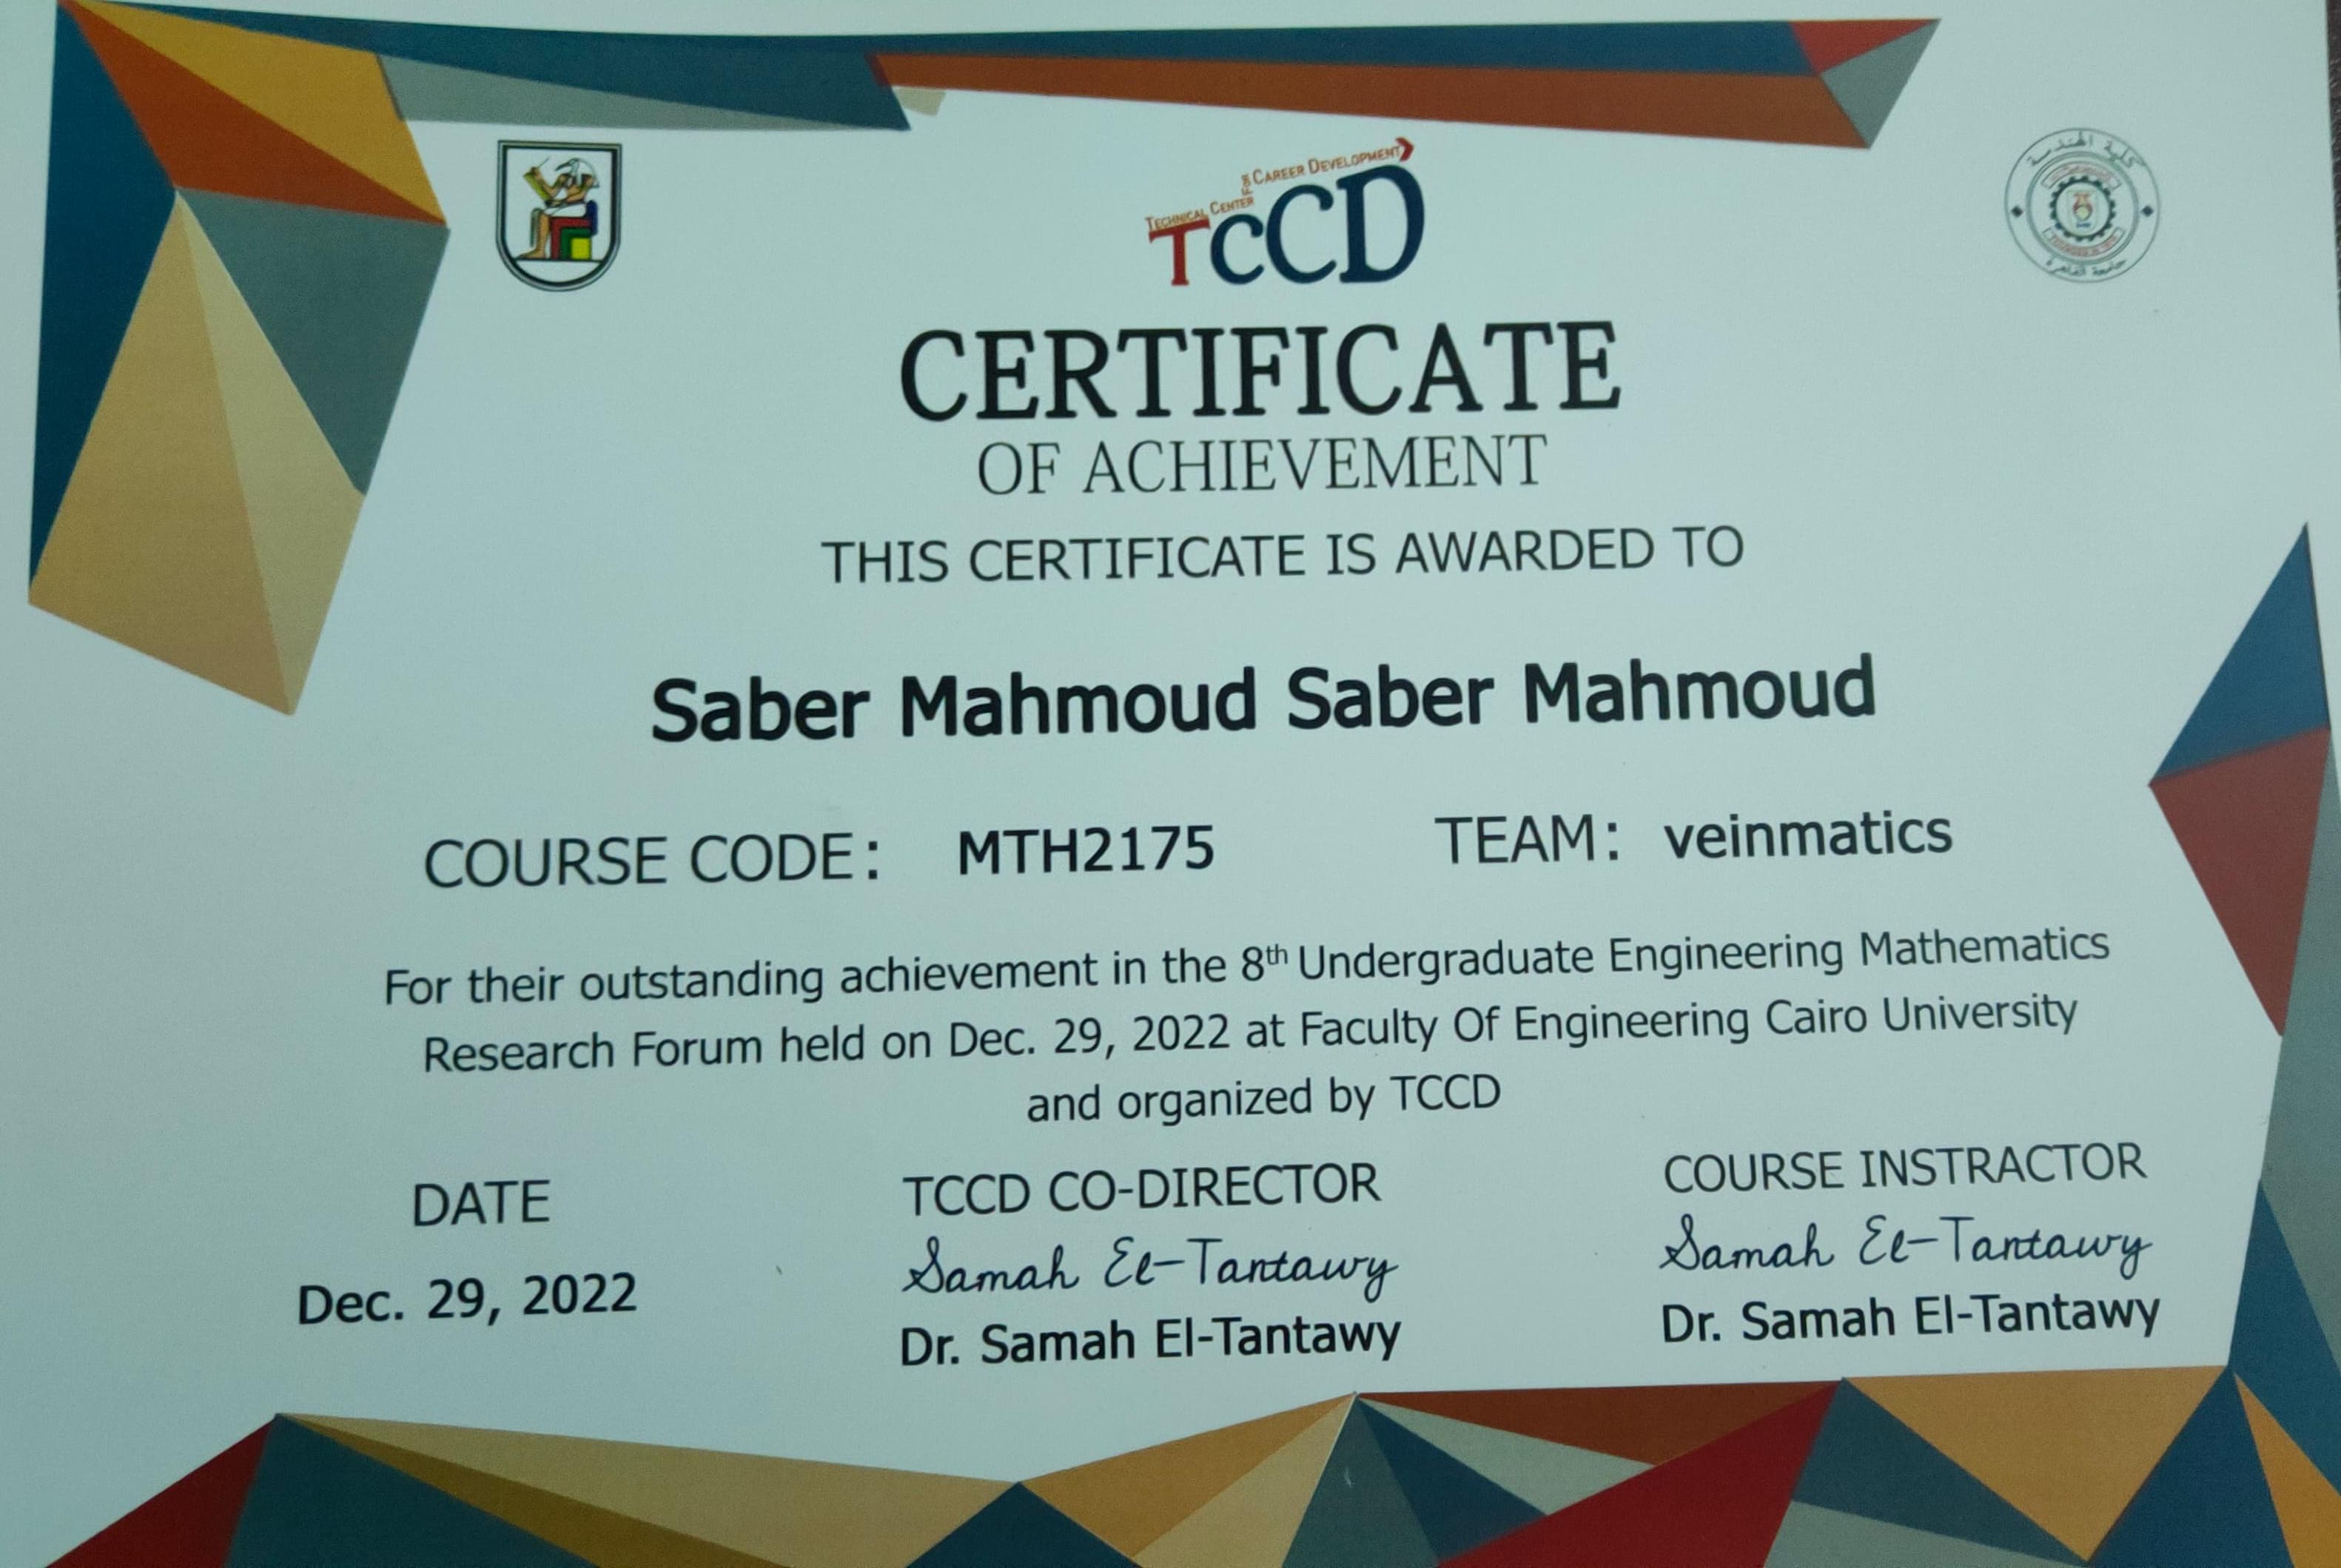 TECHNICAL CENTER FOR CAREER DEVELOPMENT
TCCD
كلية الهندسة
جامعة القاهرة
CERTIFICATE
OF ACHIEVEMENT
THIS CERTIFICATE IS AWARDED TO
Saber Mahmoud Saber Mahmoud
COURSE CODE: MTH2175 TEAM: veinmatics
For their outstanding achievement in the 8th Undergraduate Engineering Mathematics
Research Forum held on Dec. 29, 2022 at Faculty Of Engineering Cairo University
and organized by TCCD
DATE
Dec. 29, 2022
TCCD CO-DIRECTOR
Samah El-Tantawy
Dr. Samah El-Tantawy
COURSE INSTRACTOR
Samah El-Tantawy
Dr. Samah El-Tantawy